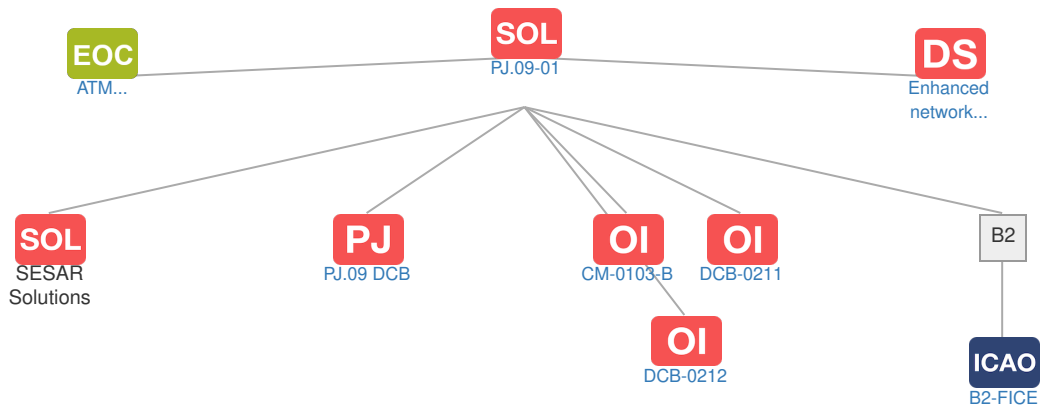 SOL
PJ.09-01
EOC
ATM...
DS
Enhanced
network...
SOL
SESAR
Solutions
PJ
PJ.09 DCB
OI
CM-0103-B
OI
DCB-0211
B2
OI
DCB-0212
ICAO
B2-FICE